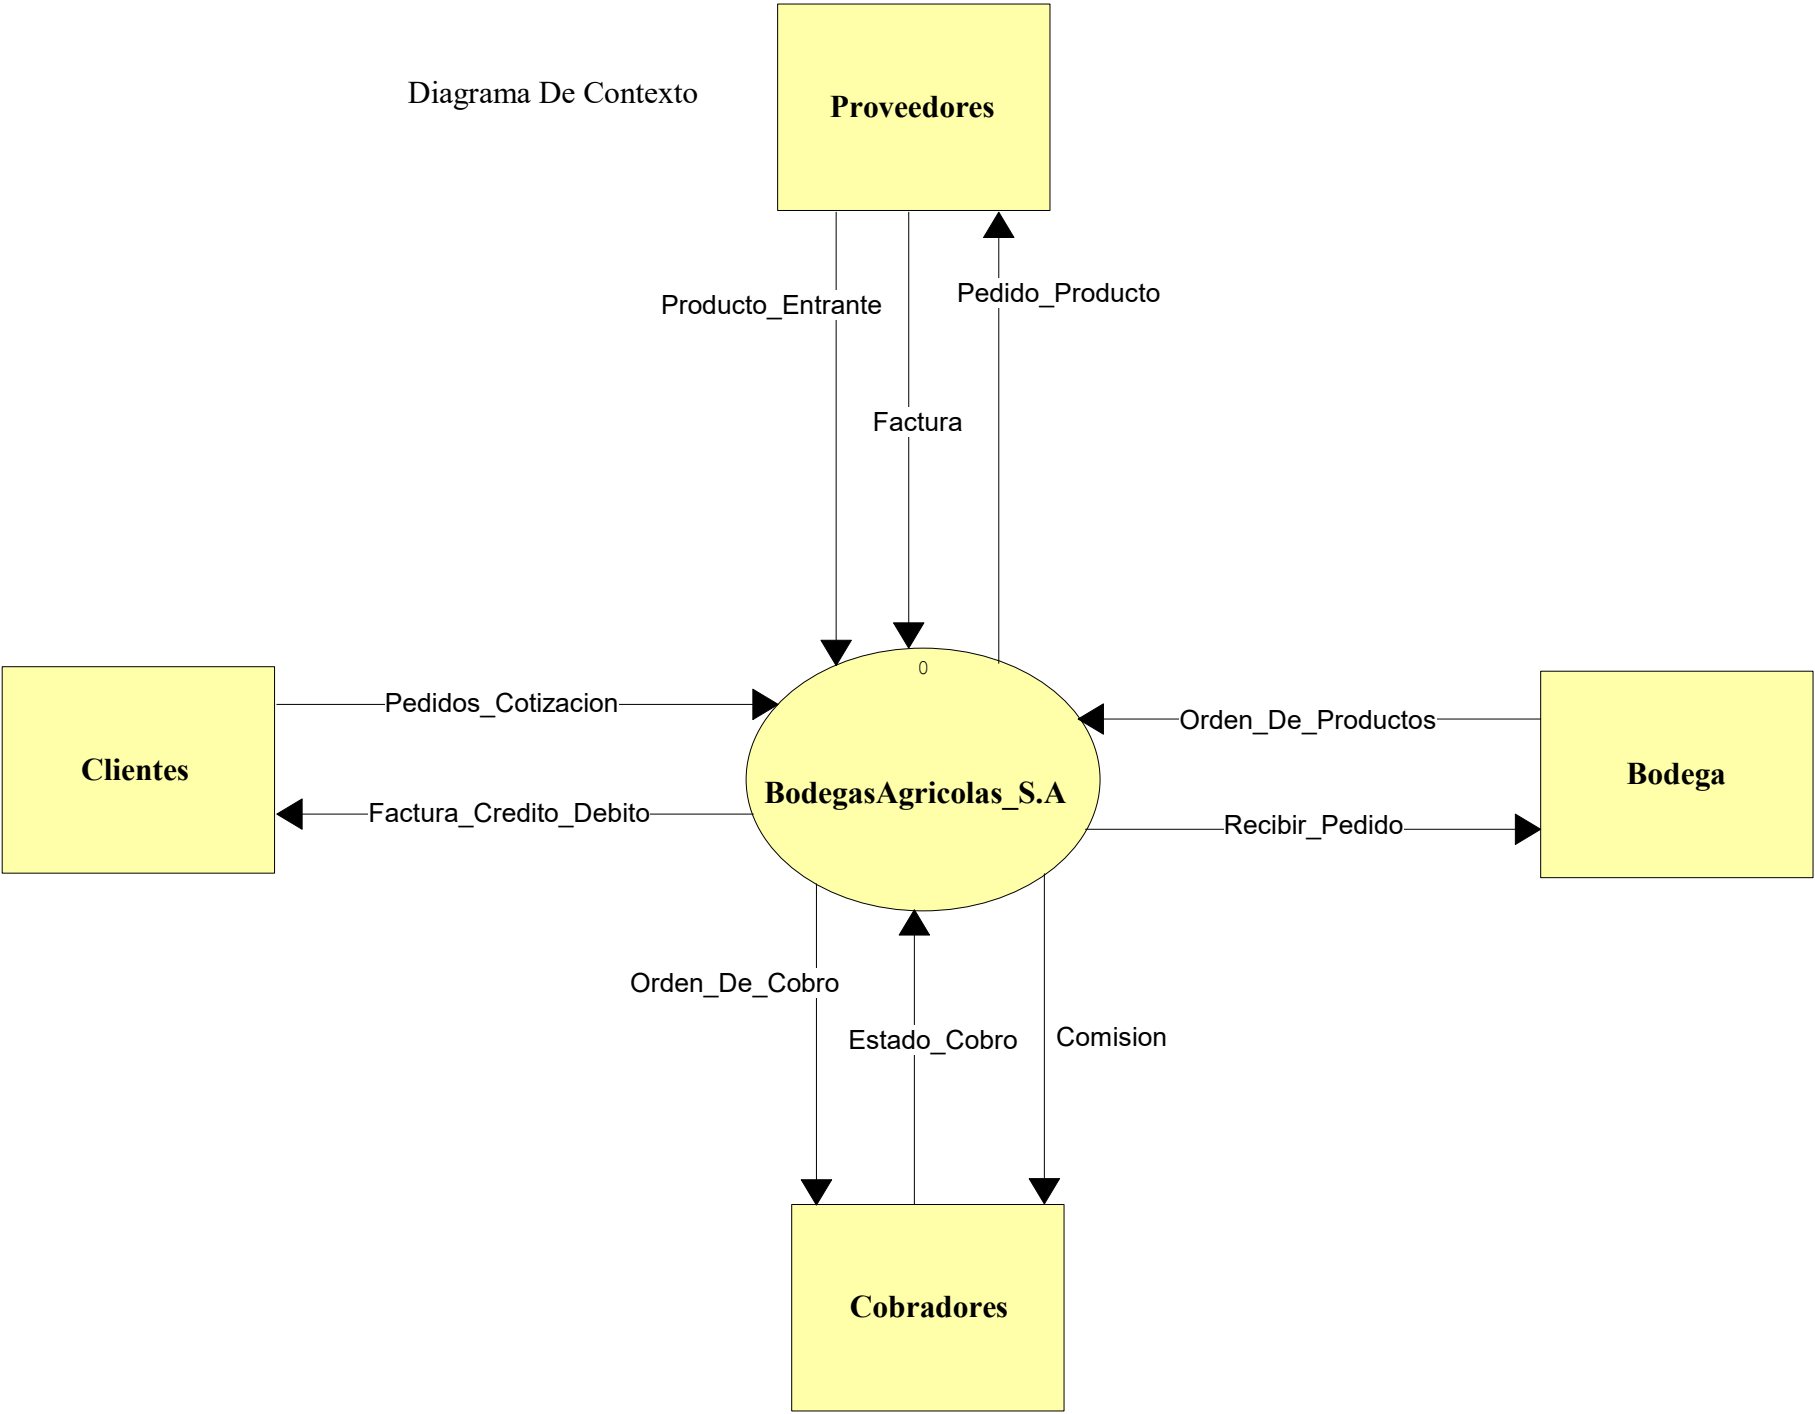 Diagrama De Contexto
Proveedores
Producto_Entrante
Pedido_Producto
Factura
0
Pedidos_Cotizacion
Orden_De_Productos
Clientes
Bodega
BodegasAgricolas_S.A
Factura_Credito_Debito
Recibir_Pedido
Orden_De_Cobro
Estado_Cobro
Comision
Cobradores